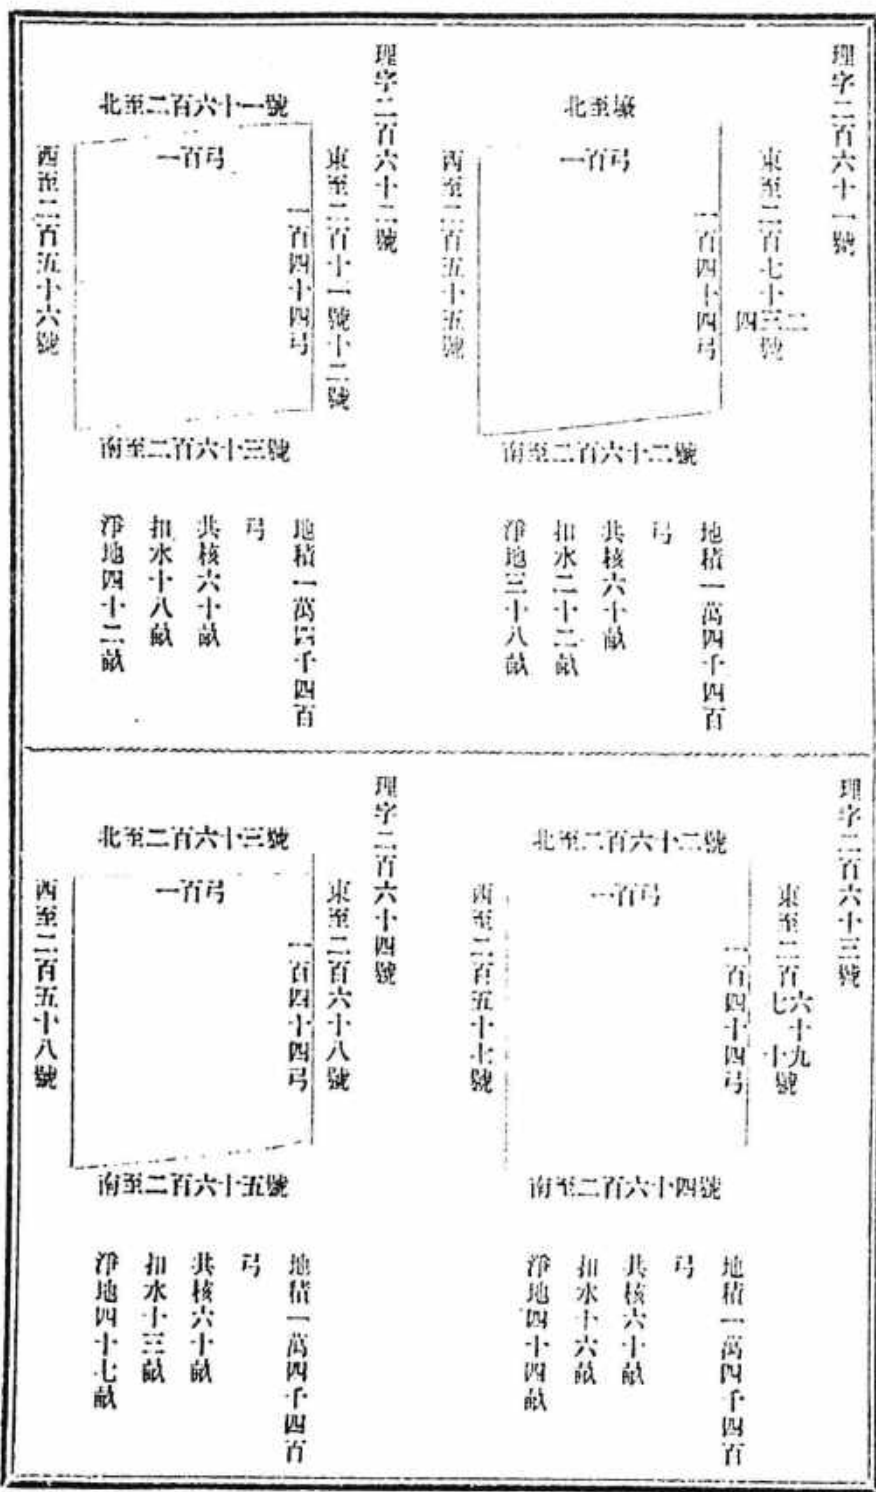 理字二百六十一號
東至二百七十二三四號
北至壕
一百弓
一百四十四弓
西至二百五十五號
南至二百六十二號
地積一萬四千四百
弓
共核六十畝
扣水二十二畝
淨地三十八畝
理字二百六十二號
東至二百十一號十二號
北至二百六十一號
一百弓
一百四十四弓
西至二百五十六號
南至二百六十三號
地積一萬四千四百
弓
共核六十畝
扣水十八畝
淨地四十二畝
理字二百六十三號
東至二百六十九七十號
北至二百六十二號
一百弓
一百四十四弓
西至二百五十七號
南至二百六十四號
地積一萬四千四百
弓
共核六十畝
扣水十六畝
淨地四十四畝
理字二百六十四號
東至二百六十八號
北至二百六十三號
一百弓
一百四十四弓
西至二百五十八號
南至二百六十五號
地積一萬四千四百
弓
共核六十畝
扣水十三畝
淨地四十七畝